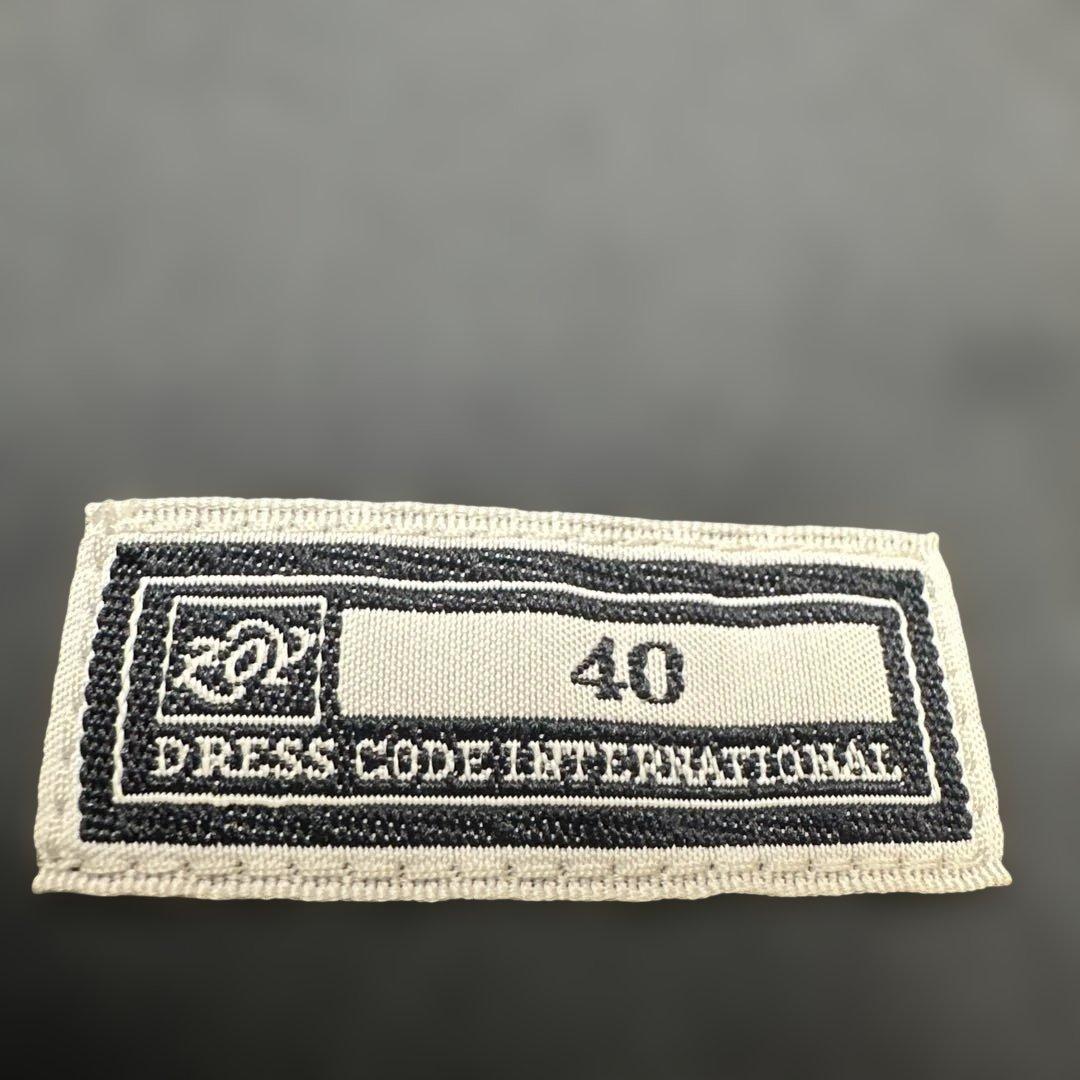 40
DRESS CODE INTERNATIONAL